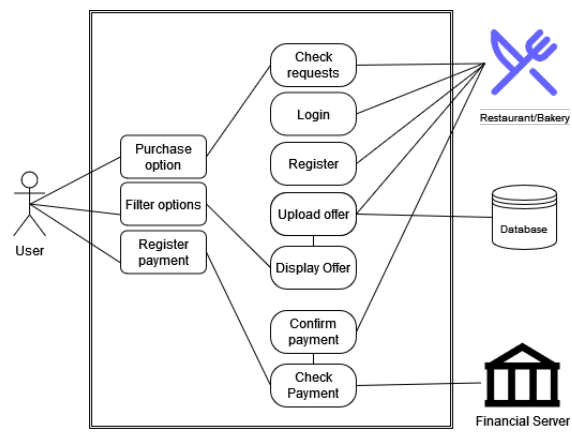 Check
requests
Restaurant/Bakery
Login
Purchase
option
Register
Filter options
Upload offer
Database
User
Register
payment
Display Offer
Confirm
payment
Check
Payment
Financial Server